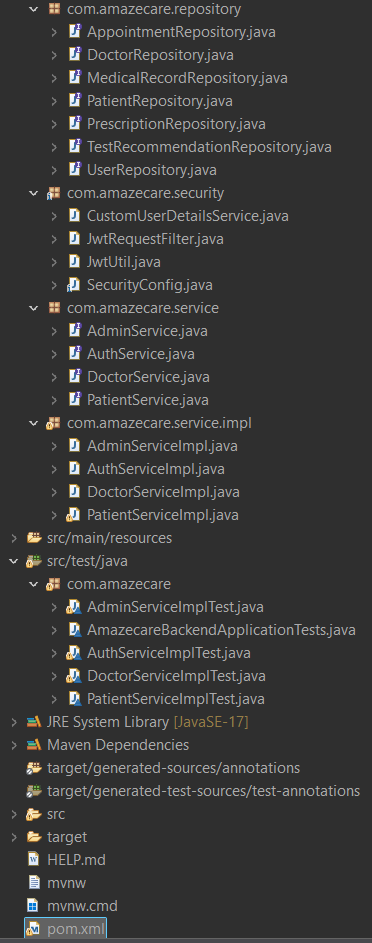 com.amazecare.repository
AppointmentRepository.java
DoctorRepository.java
MedicalRecordRepository.java
PatientRepository.java
PrescriptionRepository.java
TestRecommendationRepository.java
UserRepository.java
com.amazecare.security
CustomUserDetailsService.java
JwtRequestFilter.java
JwtUtil.java
SecurityConfig.java
com.amazecare.service
AdminService.java
AuthService.java
DoctorService.java
PatientService.java
com.amazecare.service.impl
AdminServiceImpl.java
AuthServiceImpl.java
DoctorServiceImpl.java
PatientServiceImpl.java
src/main/resources
src/test/java
com.amazecare
AdminServiceImplTest.java
AmazecareBackendApplicationTests.java
AuthServiceImplTest.java
DoctorServiceImplTest.java
PatientServiceImplTest.java
JRE System Library [JavaSE-17]
Maven Dependencies
target/generated-sources/annotations
target/generated-test-sources/test-annotations
src
target
HELP.md
mvnw
mvnw.cmd
pom.xml